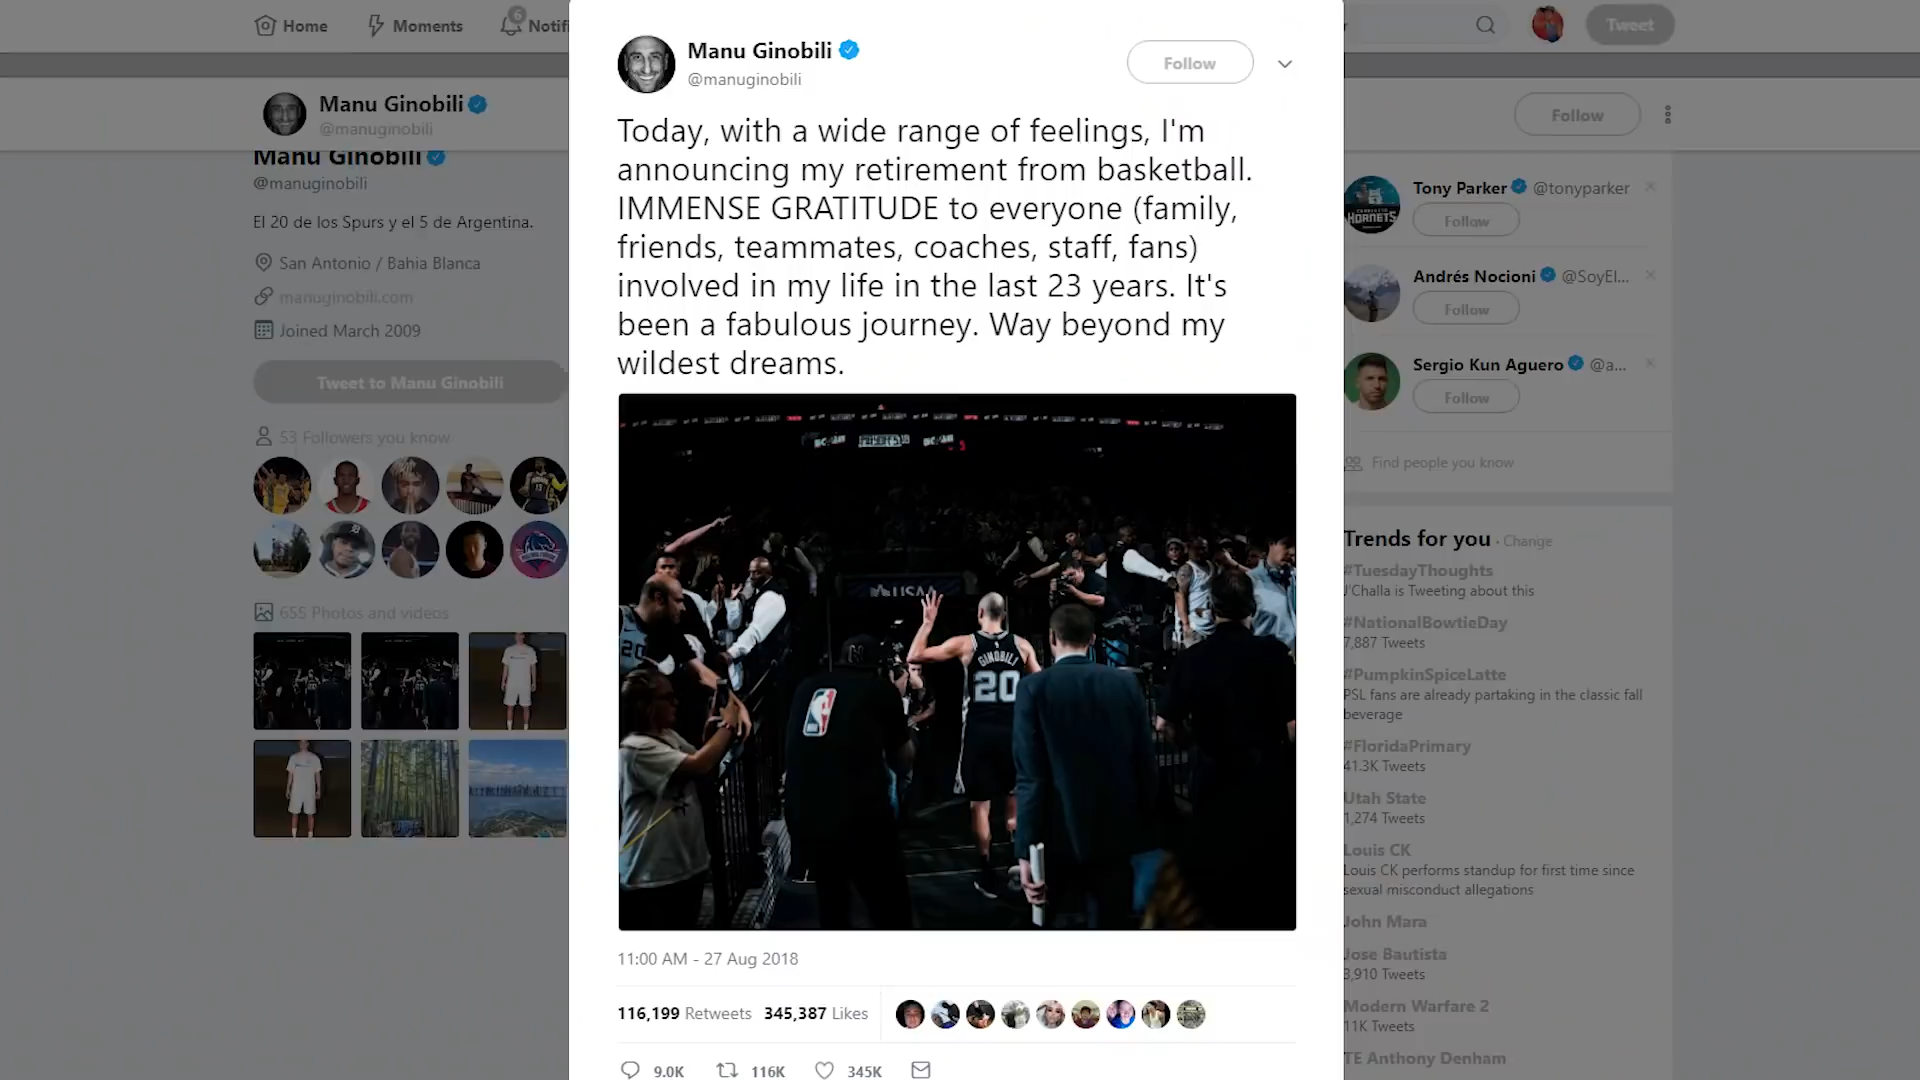 Home
Moments
6
Notifi
Tweet
Manu Ginobili
@manuginobili
Manu Ginobili
@manuginobili
El 20 de los Spurs y el 5 de Argentina.
San Antonio / Bahia Blanca
manuginobili.com
Joined March 2009
Tweet to Manu Ginobili
53 Followers you know
655 Photos and videos
Manu Ginobili
@manuginobili
Follow
Today, with a wide range of feelings, I'm
announcing my retirement from basketball.
IMMENSE GRATITUDE to everyone (family,
friends, teammates, coaches, staff, fans)
involved in my life in the last 23 years. It's
been a fabulous journey. Way beyond my
wildest dreams.
USAA
GINOBILI
20
20
11:00 AM - 27 Aug 2018
116,199 Retweets 345,387 Likes
9.0K 116K 345K
Follow
Tony Parker @tonyparker
HORNETS
Follow
Andrés Nocioni @SoyEl...
Follow
Sergio Kun Aguero @a...
Follow
Find people you know
Trends for you · Change
#TuesdayThoughts
J'Challa is Tweeting about this
#NationalBowtieDay
7,887 Tweets
#PumpkinSpiceLatte
PSL fans are already partaking in the classic fall
beverage
#FloridaPrimary
41.3K Tweets
Utah State
1,274 Tweets
Louis CK
Louis CK performs standup for first time since
sexual misconduct allegations
John Mara
Jose Bautista
3,910 Tweets
Modern Warfare 2
11K Tweets
TE Anthony Denham